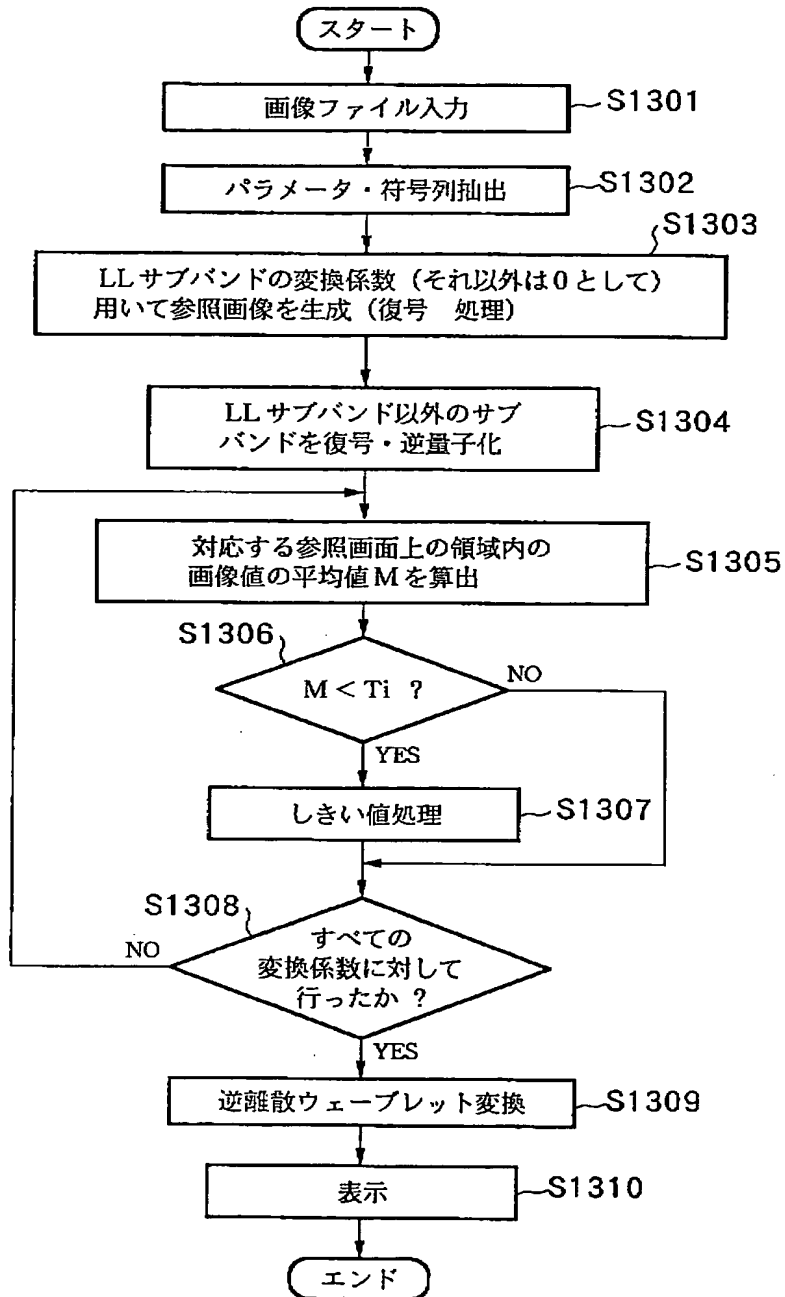 スタート
画像ファイル入力
S1301
パラメータ・符号列抽出
S1302
S1303
LLサブバンドの変換係数（それ以外は０として）
用いて参照画像を生成（復号　処理）
LLサブバンド以外のサブ
バンドを復号・逆量子化
S1304
対応する参照画面上の領域内の
画像値の平均値Mを算出
S1305
S1306
M < Ti ？
NO
YES
しきい値処理
S1307
S1308
NO
すべての
変換係数に対して
行ったか ？
YES
逆離散ウェーブレット変換
S1309
表示
S1310
エンド